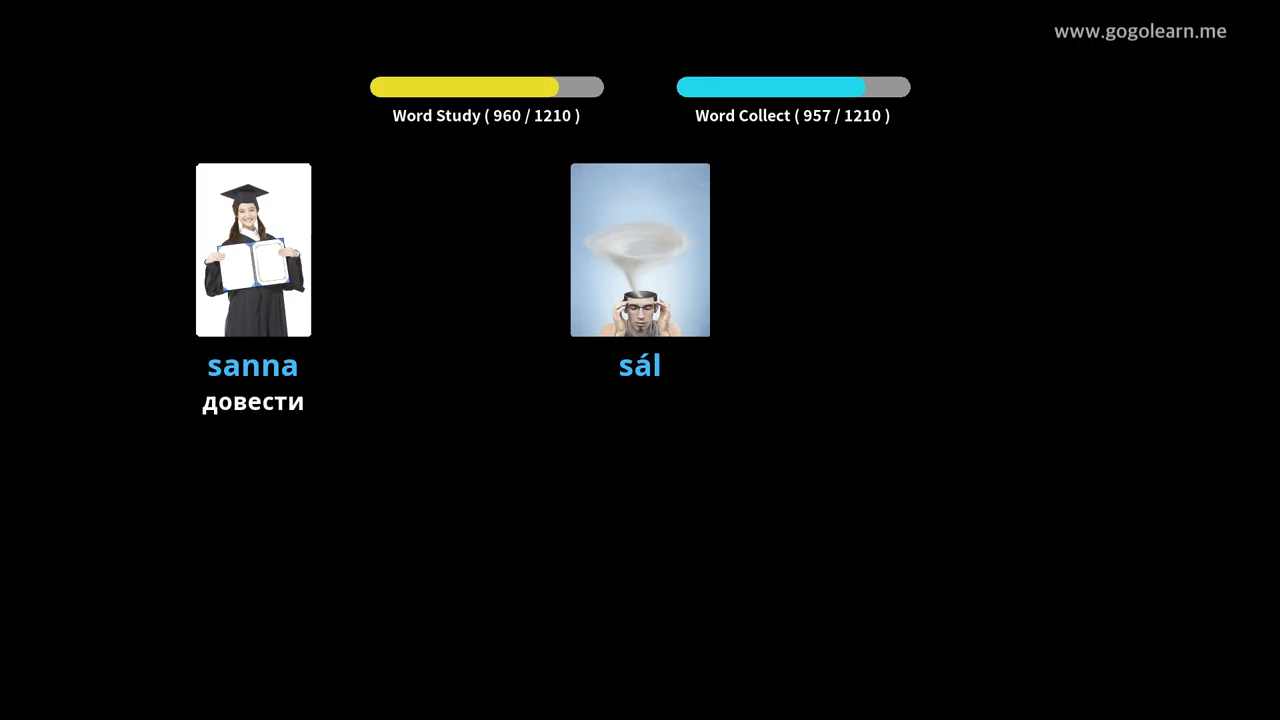 www.gogolearn.me
Word Study ( 960 / 1210 )
Word Collect ( 957 / 1210 )
sanna
sál
довести